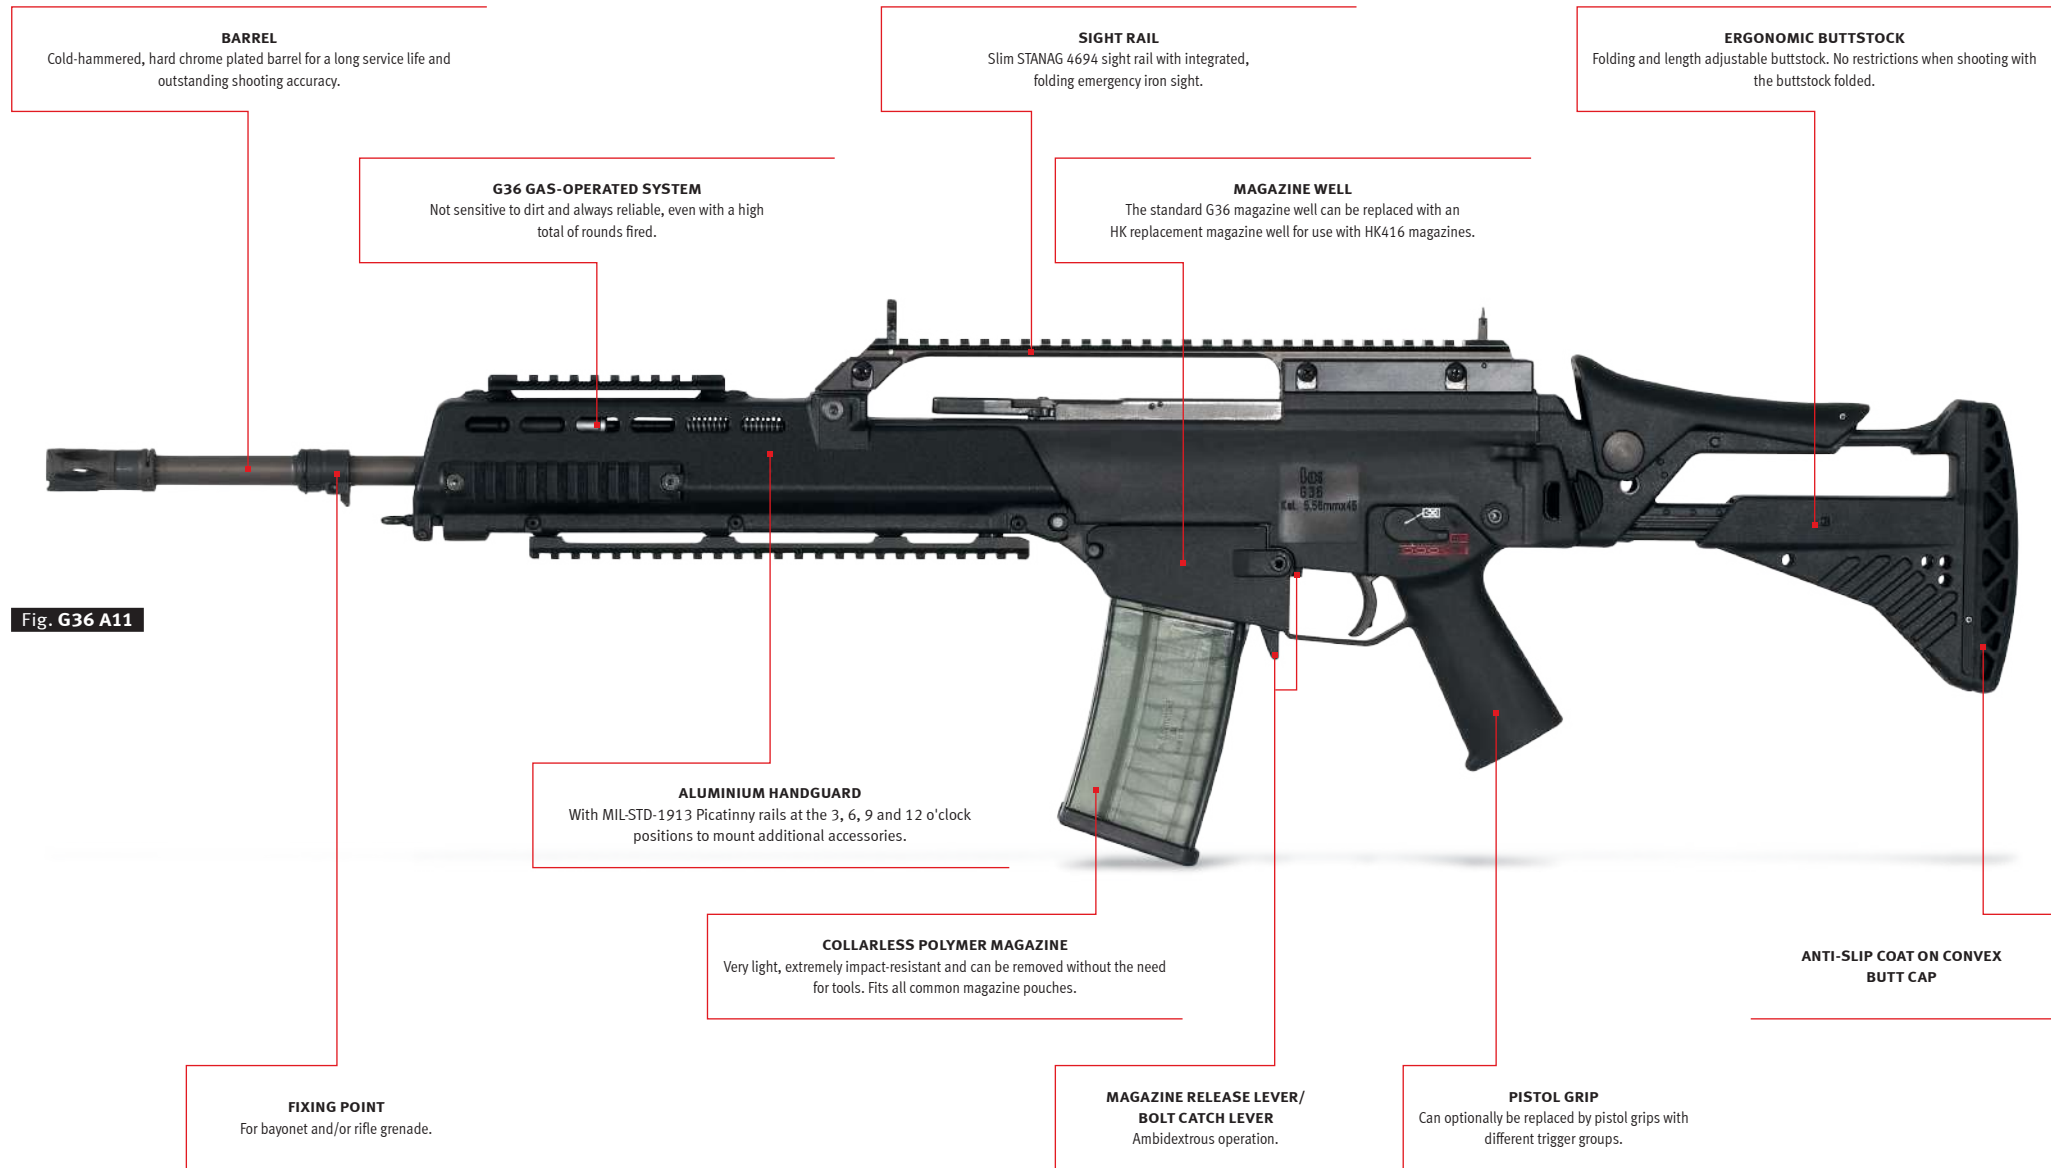 BARREL
Cold-hammered, hard chrome plated barrel for a long service life and
outstanding shooting accuracy.
SIGHT RAIL
Slim STANAG 4694 sight rail with integrated,
folding emergency iron sight.
ERGONOMIC BUTTSTOCK
Folding and length adjustable buttstock. No restrictions when shooting with
the buttstock folded.
G36 GAS-OPERATED SYSTEM
Not sensitive to dirt and always reliable, even with a high
total of rounds fired.
MAGAZINE WELL
The standard G36 magazine well can be replaced with an
HK replacement magazine well for use with HK416 magazines.
G36
Kal. 5,56mmx45
Fig. G36 A11
ALUMINIUM HANDGUARD
With MIL-STD-1913 Picatinny rails at the 3, 6, 9 and 12 o'clock
positions to mount additional accessories.
COLLARLESS POLYMER MAGAZINE
Very light, extremely impact-resistant and can be removed without the need
for tools. Fits all common magazine pouches.
ANTI-SLIP COAT ON CONVEX
BUTT CAP
FIXING POINT
For bayonet and/or rifle grenade.
MAGAZINE RELEASE LEVER/
BOLT CATCH LEVER
Ambidextrous operation.
PISTOL GRIP
Can optionally be replaced by pistol grips with
different trigger groups.